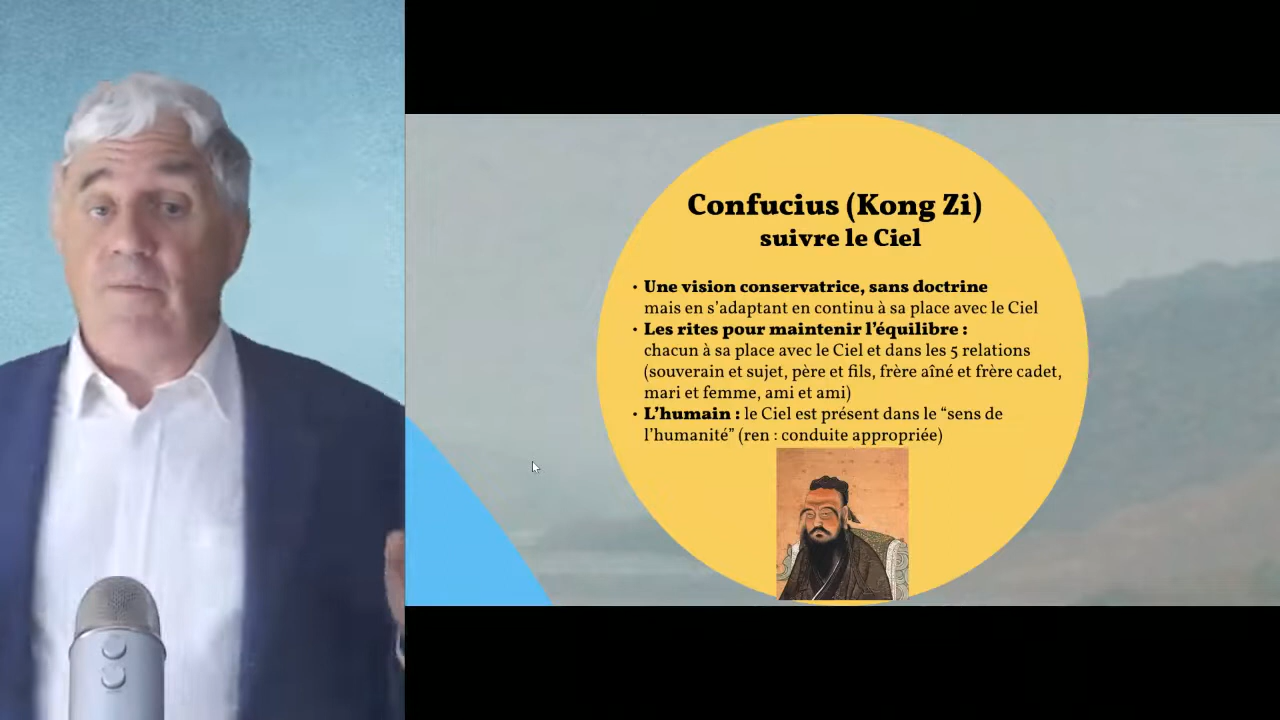 Confucius (Kong Zi)
suivre le Ciel
• Une vision conservatrice, sans doctrine
mais en s’adaptant en continu à sa place avec le Ciel
• Les rites pour maintenir l’équilibre :
chacun à sa place avec le Ciel et dans les 5 relations
(souverain et sujet, père et fils, frère aîné et frère cadet,
mari et femme, ami et ami)
• L’humain : le Ciel est présent dans le “sens de
l’humanité” (ren : conduite appropriée)